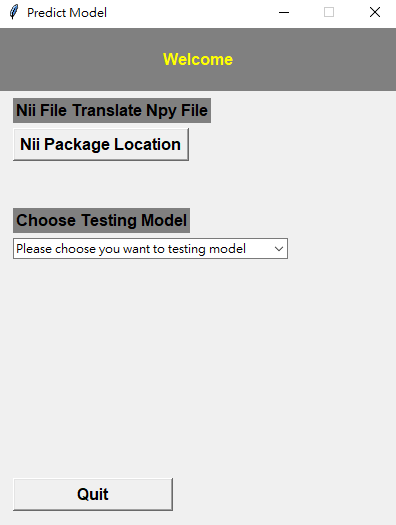 Predict Model
Welcome
Nii File Translate Npy File
Nii Package Location
Choose Testing Model
Please choose you want to testing model
Quit